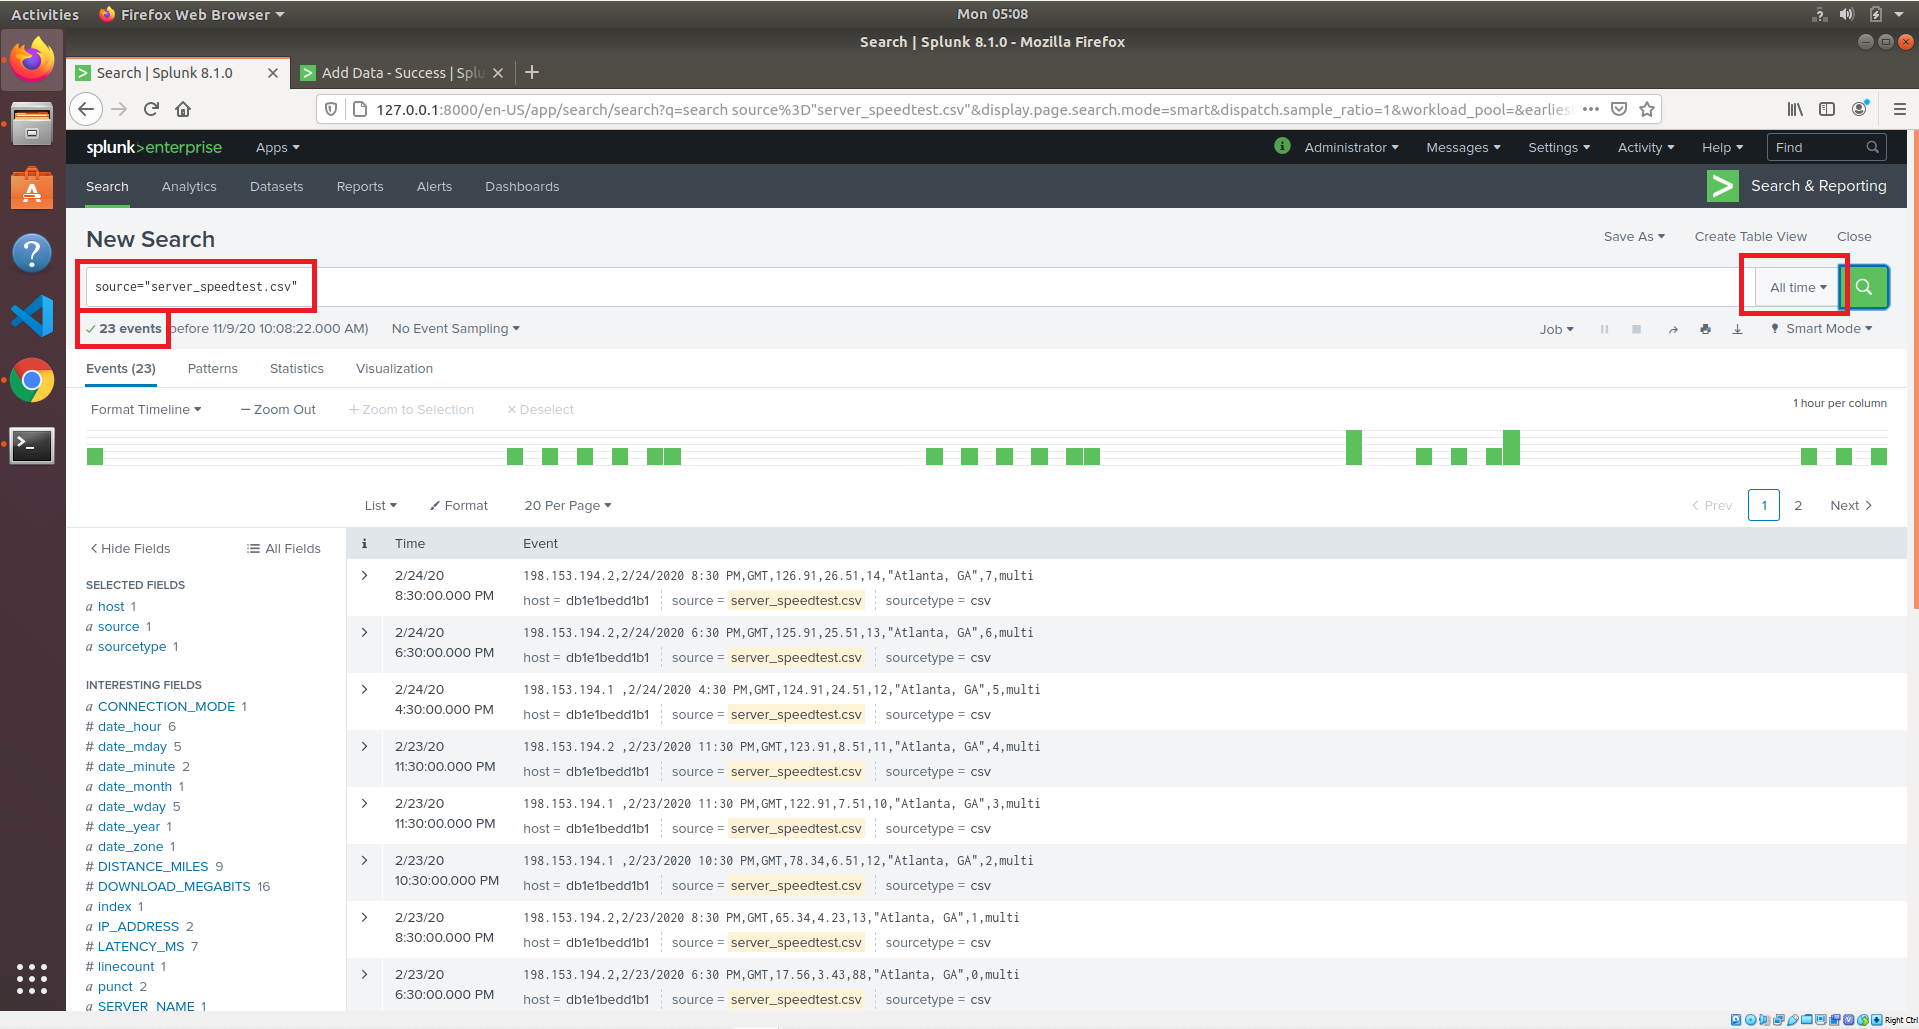 Activities Firefox Web Browser Mon 05:08
Search | Splunk 8.1.0 - Mozilla Firefox
Search | Splunk 8.1.0 Add Data - Success | Splu
127.0.0.1:8000/en-US/app/search/search?q=search source%3D"server_speedtest.csv"&display.page.search.mode=smart&dispatch.sample_ratio=1&workload_pool=&earlies
splunk>enterprise Apps Administrator Messages Settings Activity Help Find
Search Analytics Datasets Reports Alerts Dashboards Search & Reporting
New Search Save As Create Table View Close
source="server_speedtest.csv" All time
23 events efore 11/9/20 10:08:22.000 AM) No Event Sampling Job Smart Mode
Events (23) Patterns Statistics Visualization
Format Timeline — Zoom Out + Zoom to Selection × Deselect 1 hour per column
List Format 20 Per Page < Prev 1 2 Next >
< Hide Fields All Fields i Time Event
SELECTED FIELDS
a host 1
a source 1
a sourcetype 1
INTERESTING FIELDS
a CONNECTION_MODE 1
# date_hour 6
# date_mday 5
# date_minute 2
a date_month 1
a date_wday 5
# date_year 1
a date_zone 1
# DISTANCE_MILES 9
# DOWNLOAD_MEGABITS 16
a index 1
a IP_ADDRESS 2
# LATENCY_MS 7
# linecount 1
a punct 2
a SERVER_NAME 1
2/24/20 198.153.194.2,2/24/2020 8:30 PM,GMT,126.91,26.51,14,"Atlanta, GA",7,multi
8:30:00.000 PM host = db1e1bedd1b1 source = server_speedtest.csv sourcetype = csv
2/24/20 198.153.194.2,2/24/2020 6:30 PM,GMT,125.91,25.51,13,"Atlanta, GA",6,multi
6:30:00.000 PM host = db1e1bedd1b1 source = server_speedtest.csv sourcetype = csv
2/24/20 198.153.194.1 ,2/24/2020 4:30 PM,GMT,124.91,24.51,12,"Atlanta, GA",5,multi
4:30:00.000 PM host = db1e1bedd1b1 source = server_speedtest.csv sourcetype = csv
2/23/20 198.153.194.2 ,2/23/2020 11:30 PM,GMT,123.91,8.51,11,"Atlanta, GA",4,multi
11:30:00.000 PM host = db1e1bedd1b1 source = server_speedtest.csv sourcetype = csv
2/23/20 198.153.194.1 ,2/23/2020 11:30 PM,GMT,122.91,7.51,10,"Atlanta, GA",3,multi
11:30:00.000 PM host = db1e1bedd1b1 source = server_speedtest.csv sourcetype = csv
2/23/20 198.153.194.1 ,2/23/2020 10:30 PM,GMT,78.34,6.51,12,"Atlanta, GA",2,multi
10:30:00.000 PM host = db1e1bedd1b1 source = server_speedtest.csv sourcetype = csv
2/23/20 198.153.194.2,2/23/2020 8:30 PM,GMT,65.34,4.23,13,"Atlanta, GA",1,multi
8:30:00.000 PM host = db1e1bedd1b1 source = server_speedtest.csv sourcetype = csv
2/23/20 198.153.194.2,2/23/2020 6:30 PM,GMT,17.56,3.43,88,"Atlanta, GA",0,multi
6:30:00.000 PM host = db1e1bedd1b1 source = server_speedtest.csv sourcetype = csv
Right Ctrl